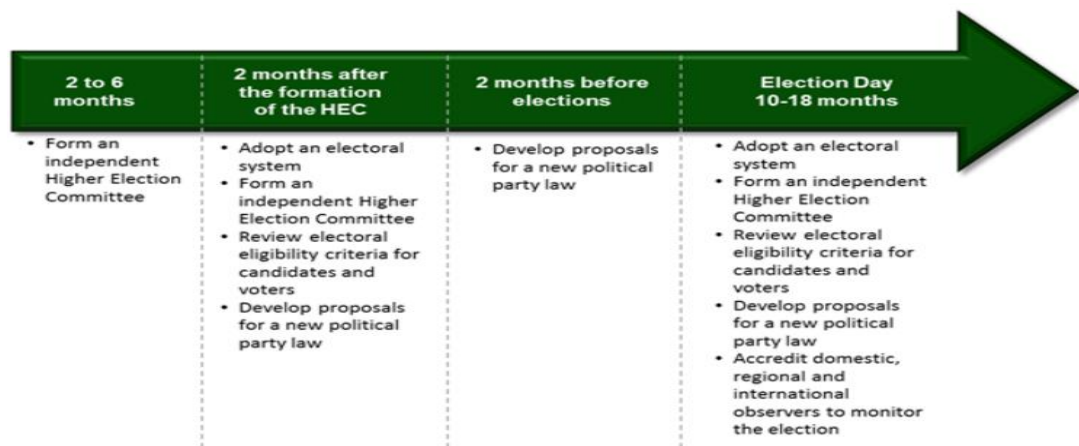 2 to 6
months
2 months after
the formation
of the HEC
2 months before
elections
Election Day
10-18 months
• Form an
independent
Higher Election
Committee
• Adopt an electoral
system
• Form an
independent Higher
Election Committee
• Review electoral
eligibility criteria for
candidates and
voters
• Develop proposals
for a new political
party law
• Develop proposals
for a new political
party law
• Adopt an electoral
system
• Form an independent
Higher Election
Committee
• Review electoral
eligibility criteria for
candidates and
voters
• Develop proposals
for a new political
party law
• Accredit domestic,
regional and
international
observers to monitor
the election